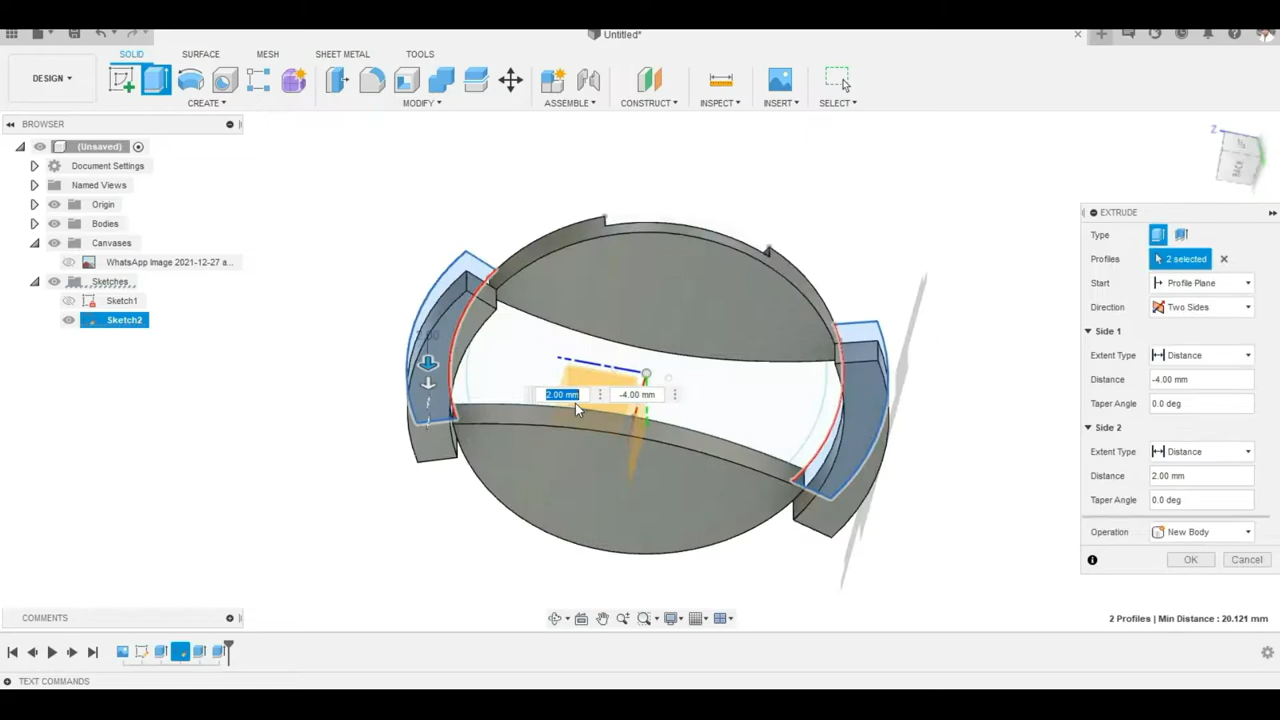 Untitled*
SOLID SURFACE MESH SHEET METAL TOOLS
DESIGN
CREATE MODIFY ASSEMBLE CONSTRUCT INSPECT INSERT SELECT
BROWSER
(Unsaved)
Document Settings
Named Views
Origin
Bodies
Canvases
WhatsApp Image 2021-12-27 a...
Sketches
Sketch1
Sketch2
Z
BACK
2.00
2.00 mm
-4.00 mm
EXTRUDE
Type
Profiles 2 selected
Start Profile Plane
Direction Two Sides
Side 1
Extent Type Distance
Distance -4.00 mm
Taper Angle 0.0 deg
Side 2
Extent Type Distance
Distance 2.00 mm
Taper Angle 0.0 deg
Operation New Body
OK Cancel
COMMENTS
2 Profiles | Min Distance : 20.121 mm
TEXT COMMANDS